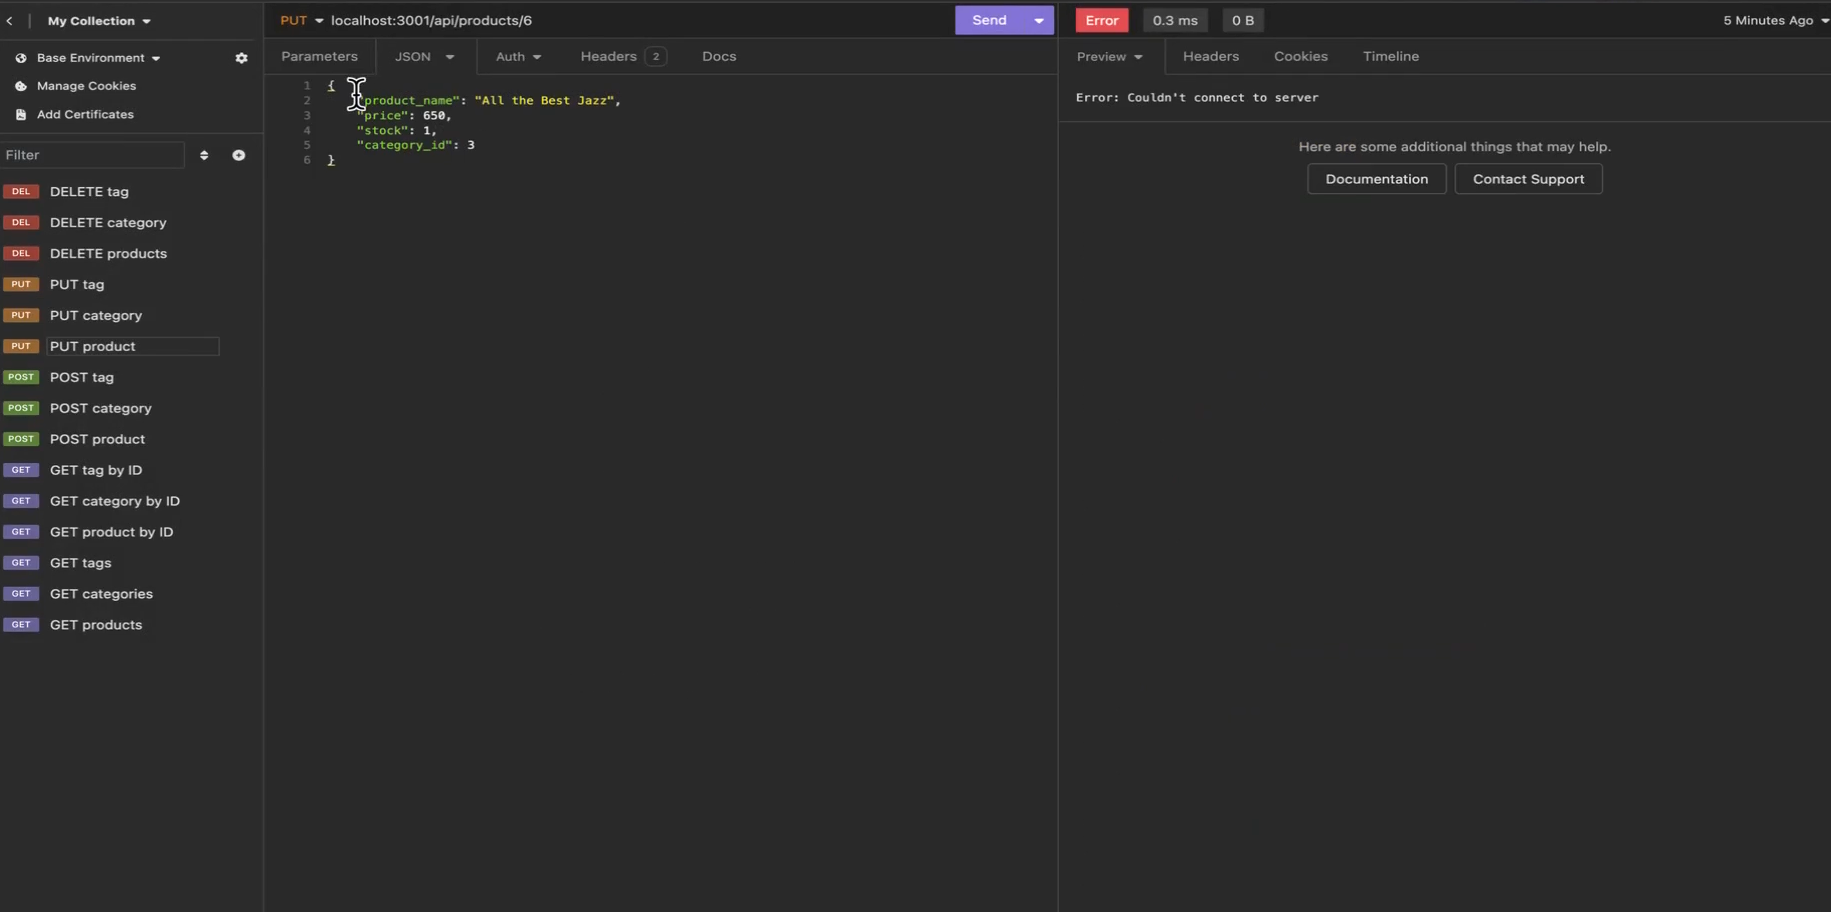 My Collection
Base Environment
Manage Cookies
Add Certificates
Filter
DEL DELETE tag
DEL DELETE category
DEL DELETE products
PUT PUT tag
PUT PUT category
PUT PUT product
POST POST tag
POST POST category
POST POST product
GET GET tag by ID
GET GET category by ID
GET GET product by ID
GET GET tags
GET GET categories
GET GET products
PUT localhost:3001/api/products/6 Send
Parameters JSON Auth Headers 2 Docs
1 {
2 "product_name": "All the Best Jazz",
3 "price": 650,
4 "stock": 1,
5 "category_id": 3
6 }
Error 0.3 ms 0 B 5 Minutes Ago
Preview Headers Cookies Timeline
Error: Couldn't connect to server
Here are some additional things that may help.
Documentation Contact Support